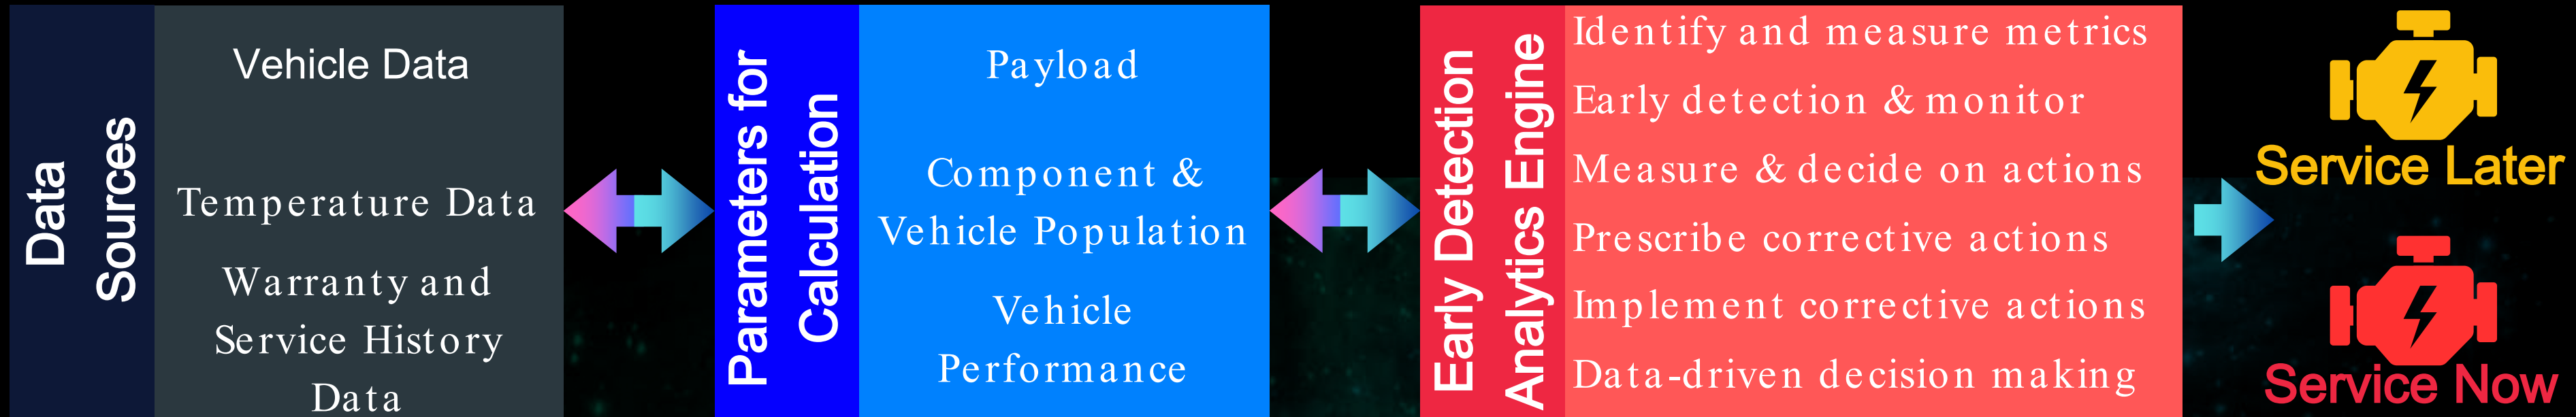 Data
Sources
Vehicle Data
Temperature Data
Warranty and
Service History
Data
Parameters for
Calculation
Payload
Component &
Vehicle Population
Vehicle
Performance
Early Detection
Analytics Engine
Identify and measure metrics
Early detection & monitor
Measure & decide on actions
Prescribe corrective actions
Implement corrective actions
Data-driven decision making
Service Later
Service Now